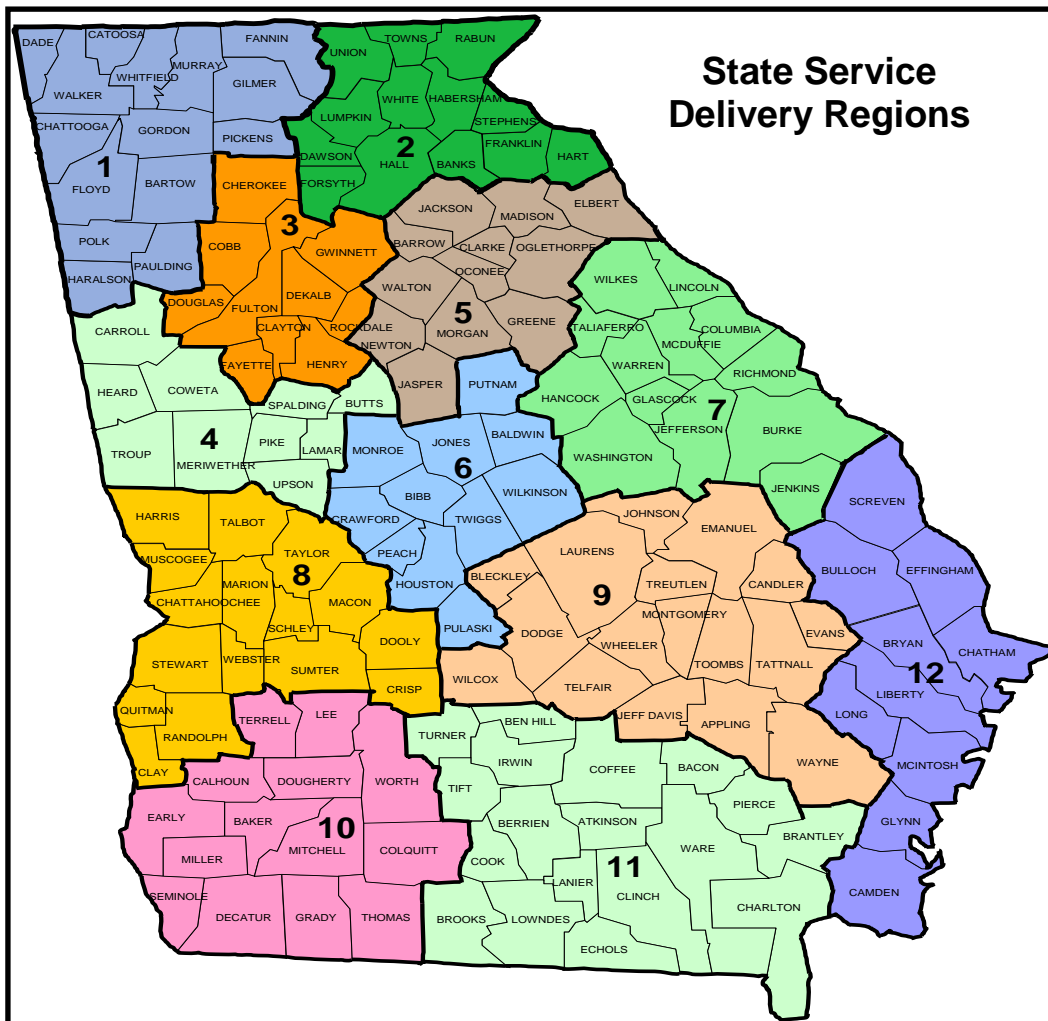 State Service
Delivery Regions
DADE
CATOOSA
FANNIN
WHITFIELD
MURRAY
WALKER
GILMER
CHATTOOGA
GORDON
PICKENS
1
FLOYD
BARTOW
POLK
PAULDING
HARALSON
UNION
TOWNS
RABUN
WHITE
HABERSHAM
LUMPKIN
STEPHENS
DAWSON
2
HALL
BANKS
FRANKLIN
HART
FORSYTH
CHEROKEE
3
COBB
GWINNETT
DOUGLAS
FULTON
DEKALB
CLAYTON
ROCKDALE
FAYETTE
HENRY
CARROLL
HEARD
COWETA
SPALDING
BUTTS
TROUP
4
MERIWETHER
PIKE
LAMAR
UPSON
JACKSON
MADISON
ELBERT
BARROW
CLARKE
OGLETHORPE
OCONEE
WALTON
5
MORGAN
GREENE
NEWTON
JASPER
PUTNAM
MONROE
JONES
BALDWIN
6
BIBB
WILKINSON
CRAWFORD
TWIGGS
PEACH
HOUSTON
PULASKI
WILKES
LINCOLN
TALIAFERRO
COLUMBIA
MCDUFFIE
WARREN
RICHMOND
HANCOCK
GLASCOCK
7
JEFFERSON
BURKE
WASHINGTON
JENKINS
HARRIS
TALBOT
MUSCOGEE
TAYLOR
8
MARION
CHATTAHOOCHEE
MACON
SCHLEY
DOOLY
STEWART
WEBSTER
SUMTER
CRISP
QUITMAN
RANDOLPH
CLAY
JOHNSON
EMANUEL
LAURENS
BLECKLEY
TREUTLEN
CANDLER
9
MONTGOMERY
DODGE
WHEELER
EVANS
TOOMBS
TATTNALL
WILCOX
TELFAIR
JEFF DAVIS
APPLING
WAYNE
TERRELL
LEE
CALHOUN
DOUGHERTY
WORTH
EARLY
BAKER
10
MITCHELL
COLQUITT
MILLER
SEMINOLE
DECATUR
GRADY
THOMAS
TURNER
BEN HILL
IRWIN
COFFEE
BACON
TIFT
PIERCE
BERRIEN
ATKINSON
BRANTLEY
WARE
COOK
11
LANIER
CLINCH
CHARLTON
BROOKS
LOWNDES
ECHOLS
SCREVEN
BULLOCH
EFFINGHAM
BRYAN
CHATHAM
12
LIBERTY
LONG
MCINTOSH
GLYNN
CAMDEN